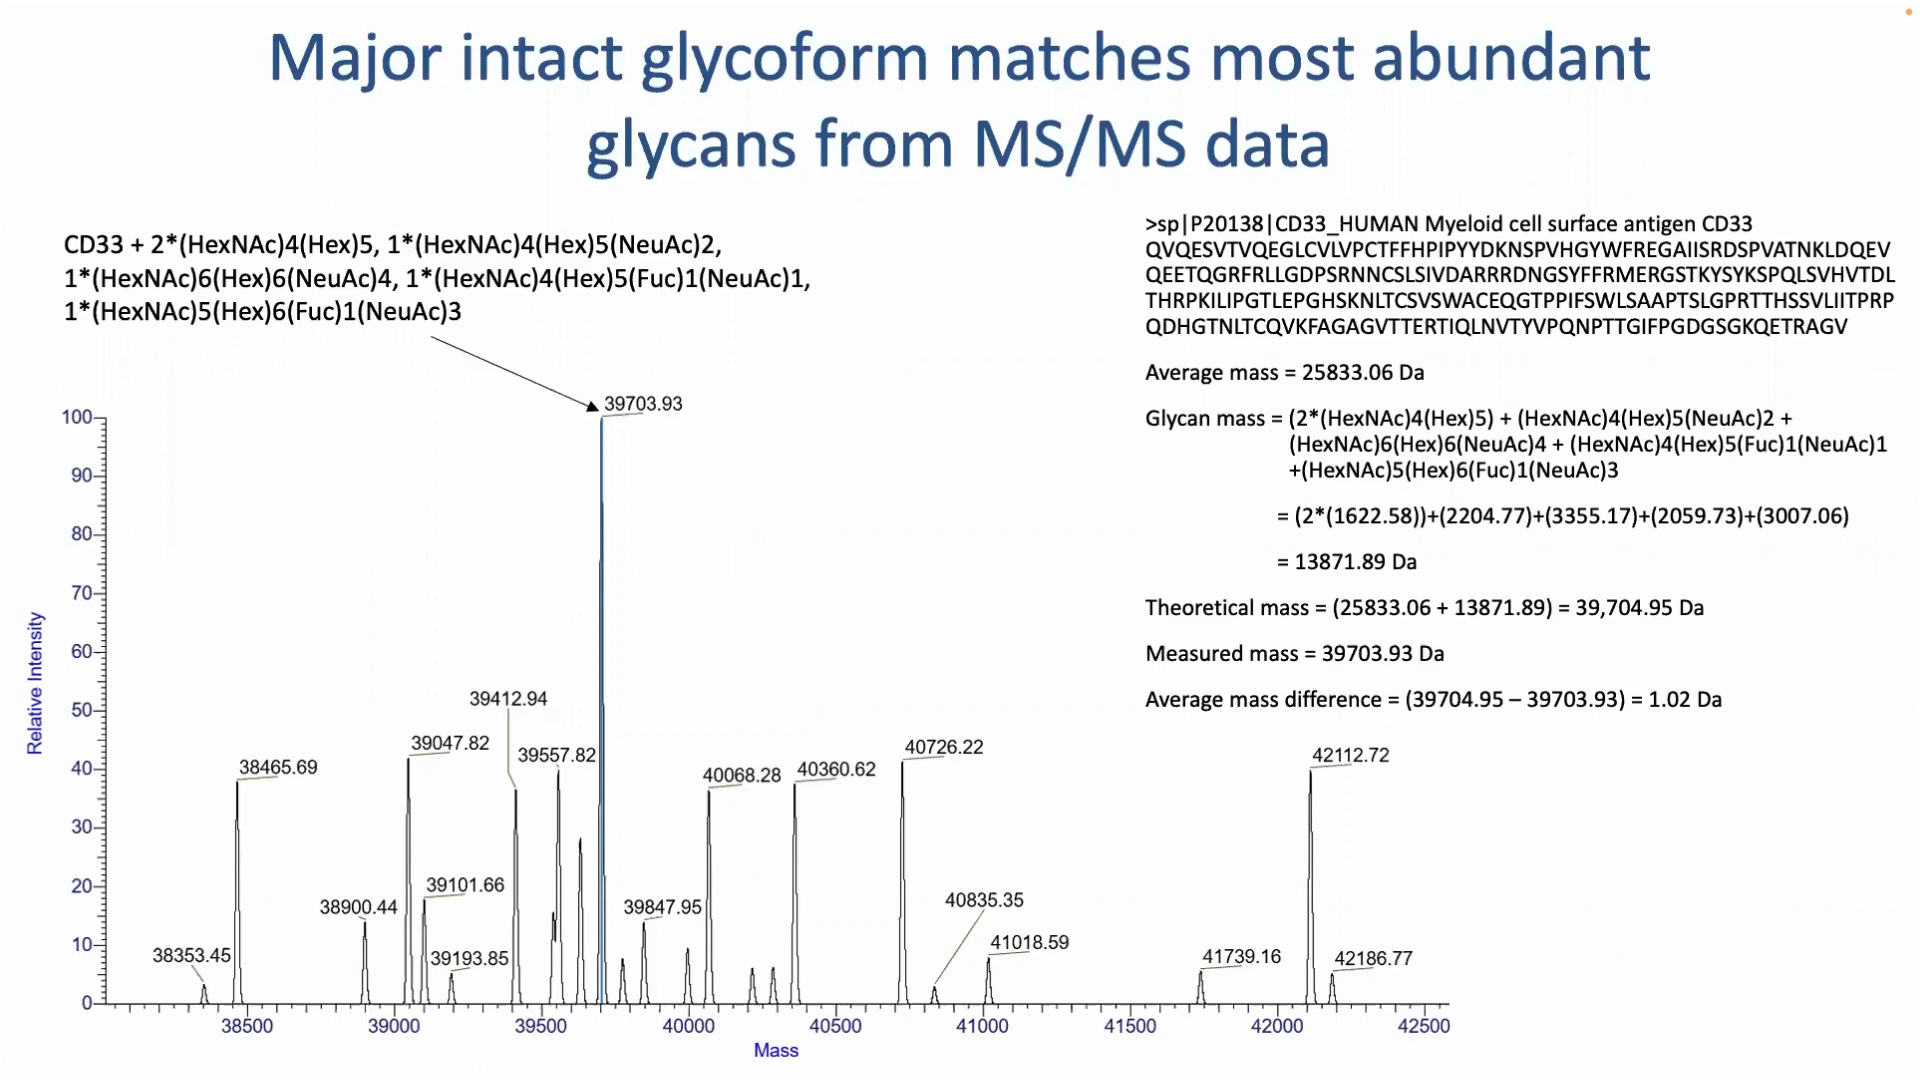 Major intact glycoform matches most abundant
glycans from MS/MS data
CD33 + 2*(HexNAc)4(Hex)5, 1*(HexNAc)4(Hex)5(NeuAc)2,
1*(HexNAc)6(Hex)6(NeuAc)4, 1*(HexNAc)4(Hex)5(Fuc)1(NeuAc)1,
1*(HexNAc)5(Hex)6(Fuc)1(NeuAc)3
>sp|P20138|CD33_HUMAN Myeloid cell surface antigen CD33
QVQESVTVQEGLCVLVPCTFFHPIPYYDKNSPVHGYWFREGAIISRDSPVATNKLDQEV
QEETQGRFRLLGDPSRNNCSLSIVDARRRDNGSYFFRMERGSTKYSYKSPQLSVHVTDL
THRPKILIPGTLEPGHSKNLTCSVSWACEQGTPPIFSWLSAAPTSLGPRTTHSSVLIITPRP
QDHGTNLTCQVKFAGAGVTTERTIQLNVTYVPQNPTTGIFPGDGSGKQETRAGV
Average mass = 25833.06 Da
Glycan mass = (2*(HexNAc)4(Hex)5) + (HexNAc)4(Hex)5(NeuAc)2 +
(HexNAc)6(Hex)6(NeuAc)4 + (HexNAc)4(Hex)5(Fuc)1(NeuAc)1
+(HexNAc)5(Hex)6(Fuc)1(NeuAc)3
= (2*(1622.58))+(2204.77)+(3355.17)+(2059.73)+(3007.06)
= 13871.89 Da
Theoretical mass = (25833.06 + 13871.89) = 39,704.95 Da
Measured mass = 39703.93 Da
Average mass difference = (39704.95 – 39703.93) = 1.02 Da
Relative Intensity
100
90
80
70
60
50
40
30
20
10
0
38353.45
38465.69
38900.44
39047.82
39101.66
39193.85
39412.94
39557.82
39703.93
39847.95
40068.28
40360.62
40726.22
40835.35
41018.59
41739.16
42112.72
42186.77
38500 39000 39500 40000 40500 41000 41500 42000 42500
Mass